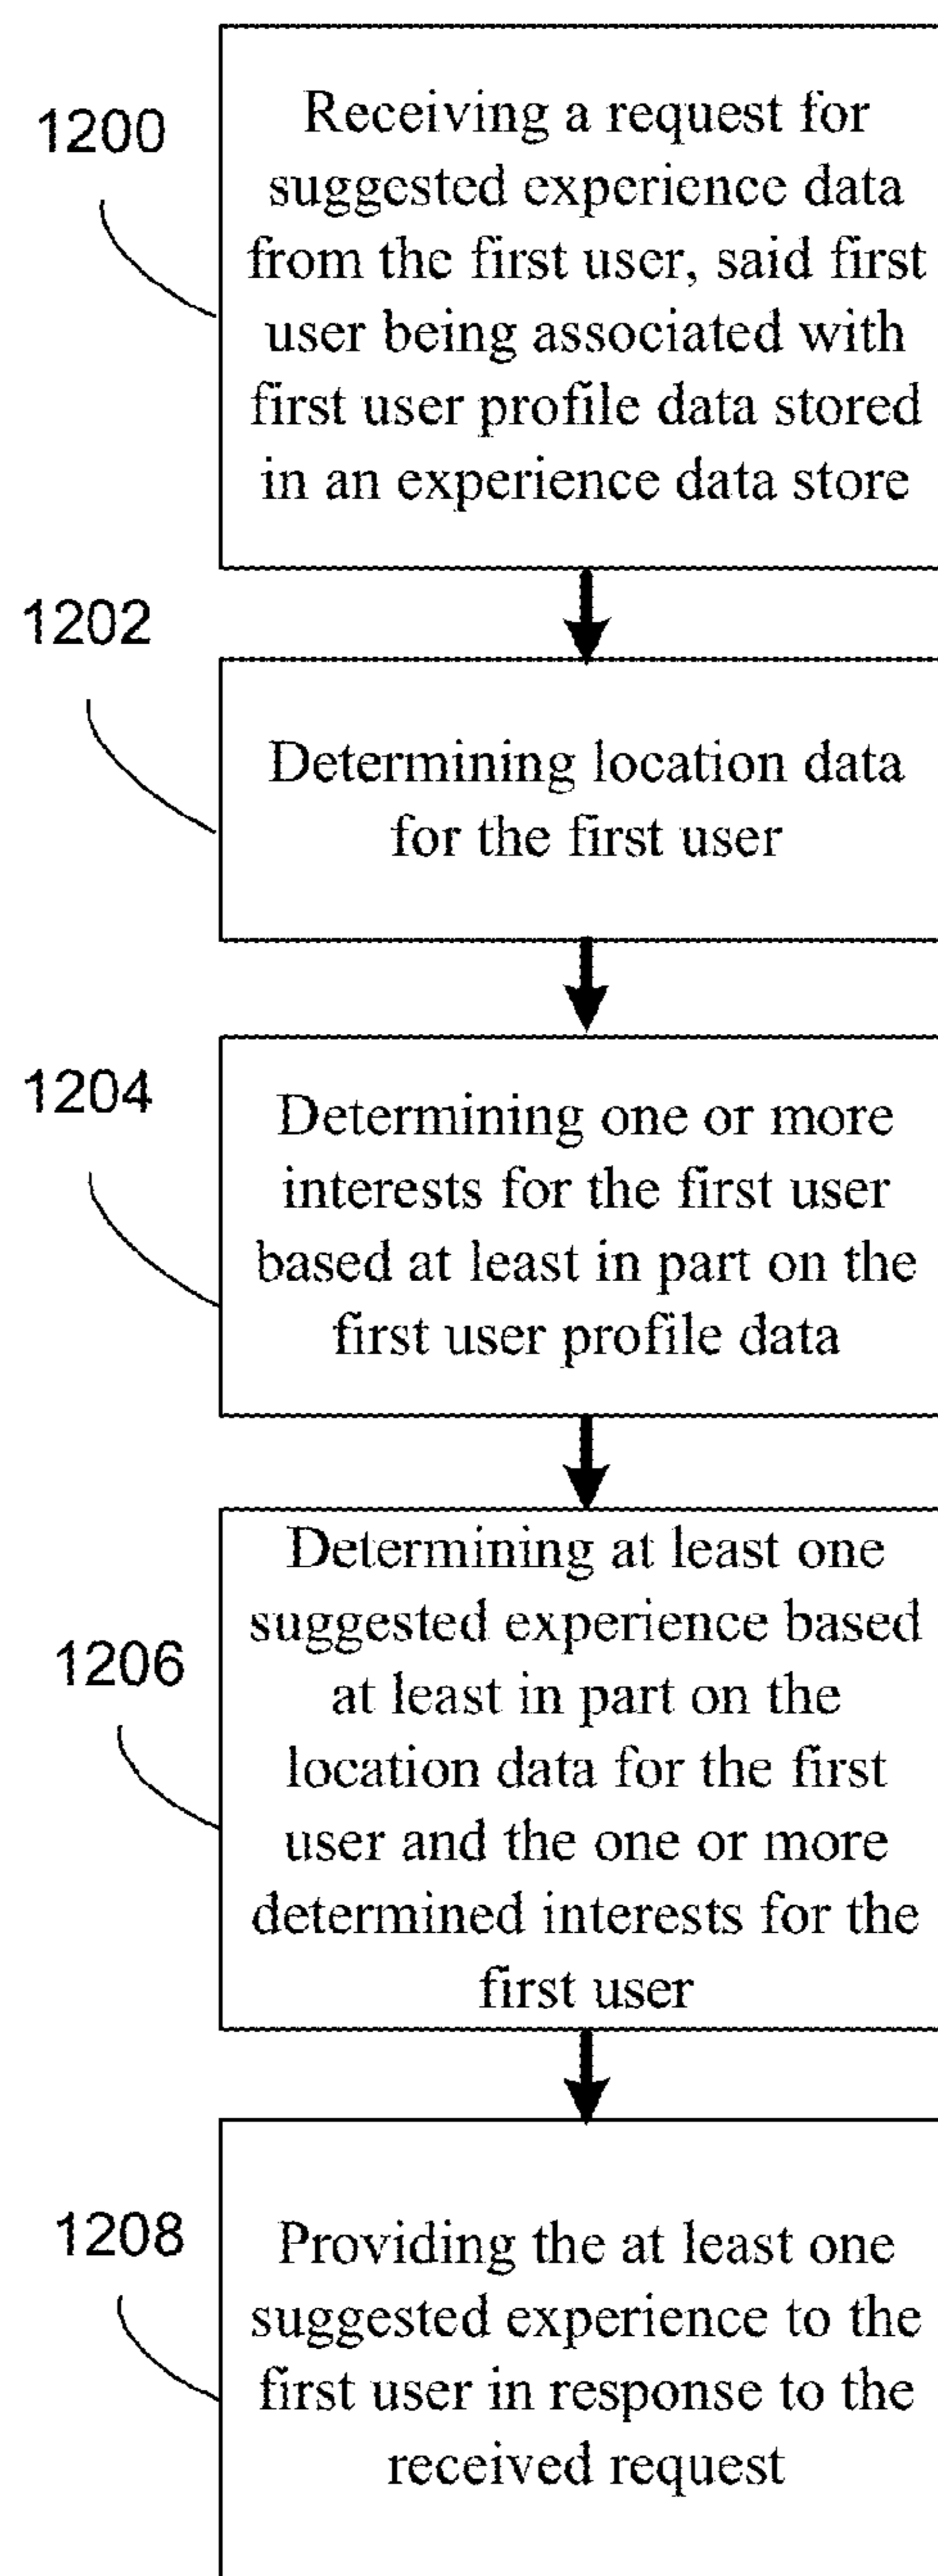 1200
Receiving a request for
suggested experience data
from the first user, said first
user being associated with
first user profile data stored
in an experience data store
1202
Determining location data
for the first user
1204
Determining one or more
interests for the first user
based at least in part on the
first user profile data
1206
Determining at least one
suggested experience based
at least in part on the
location data for the first
user and the one or more
determined interests for the
first user
1208
Providing the at least one
suggested experience to the
first user in response to the
received request